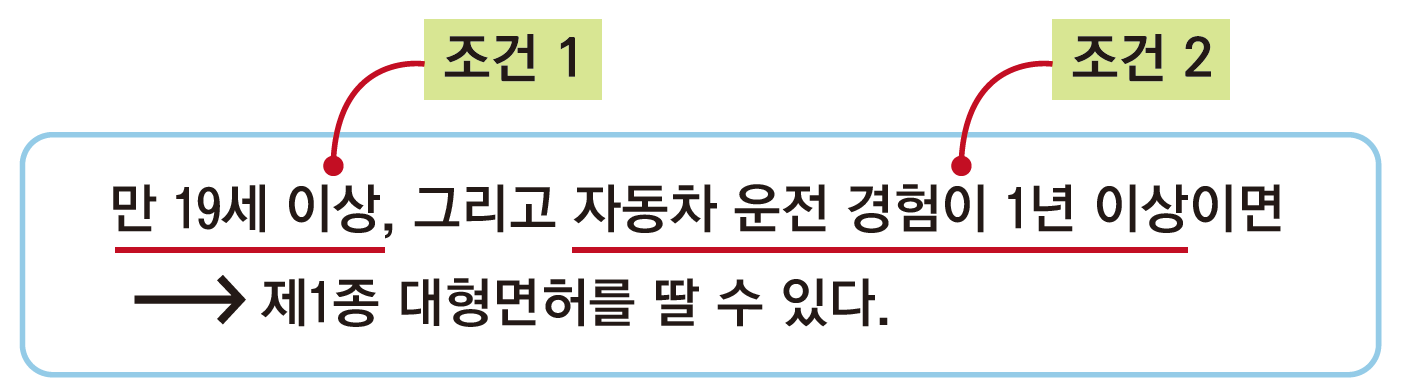 조건 1
조건 2
만 19세 이상, 그리고 자동차 운전 경험이 1년 이상이면
→ 제1종 대형면허를 딸 수 있다.